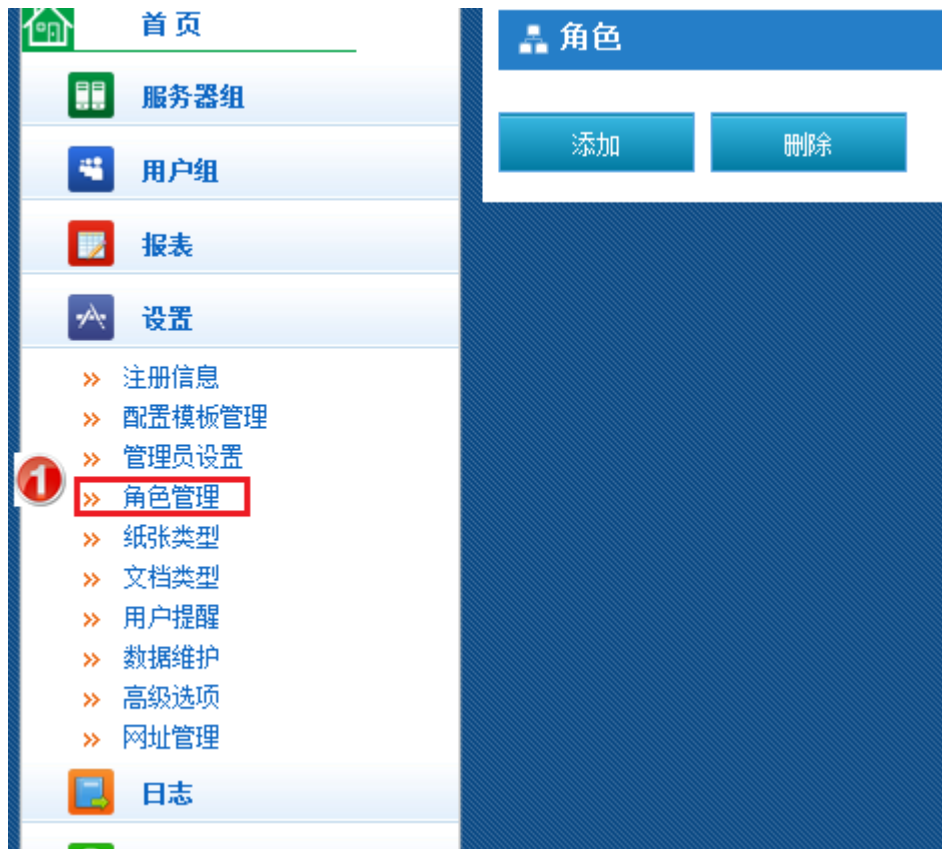 首 页
服务器组
用户组
报表
设置
注册信息
配置模板管理
管理员设置
1
角色管理
纸张类型
文档类型
用户提醒
数据维护
高级选项
网址管理
日志
角色
添加
删除